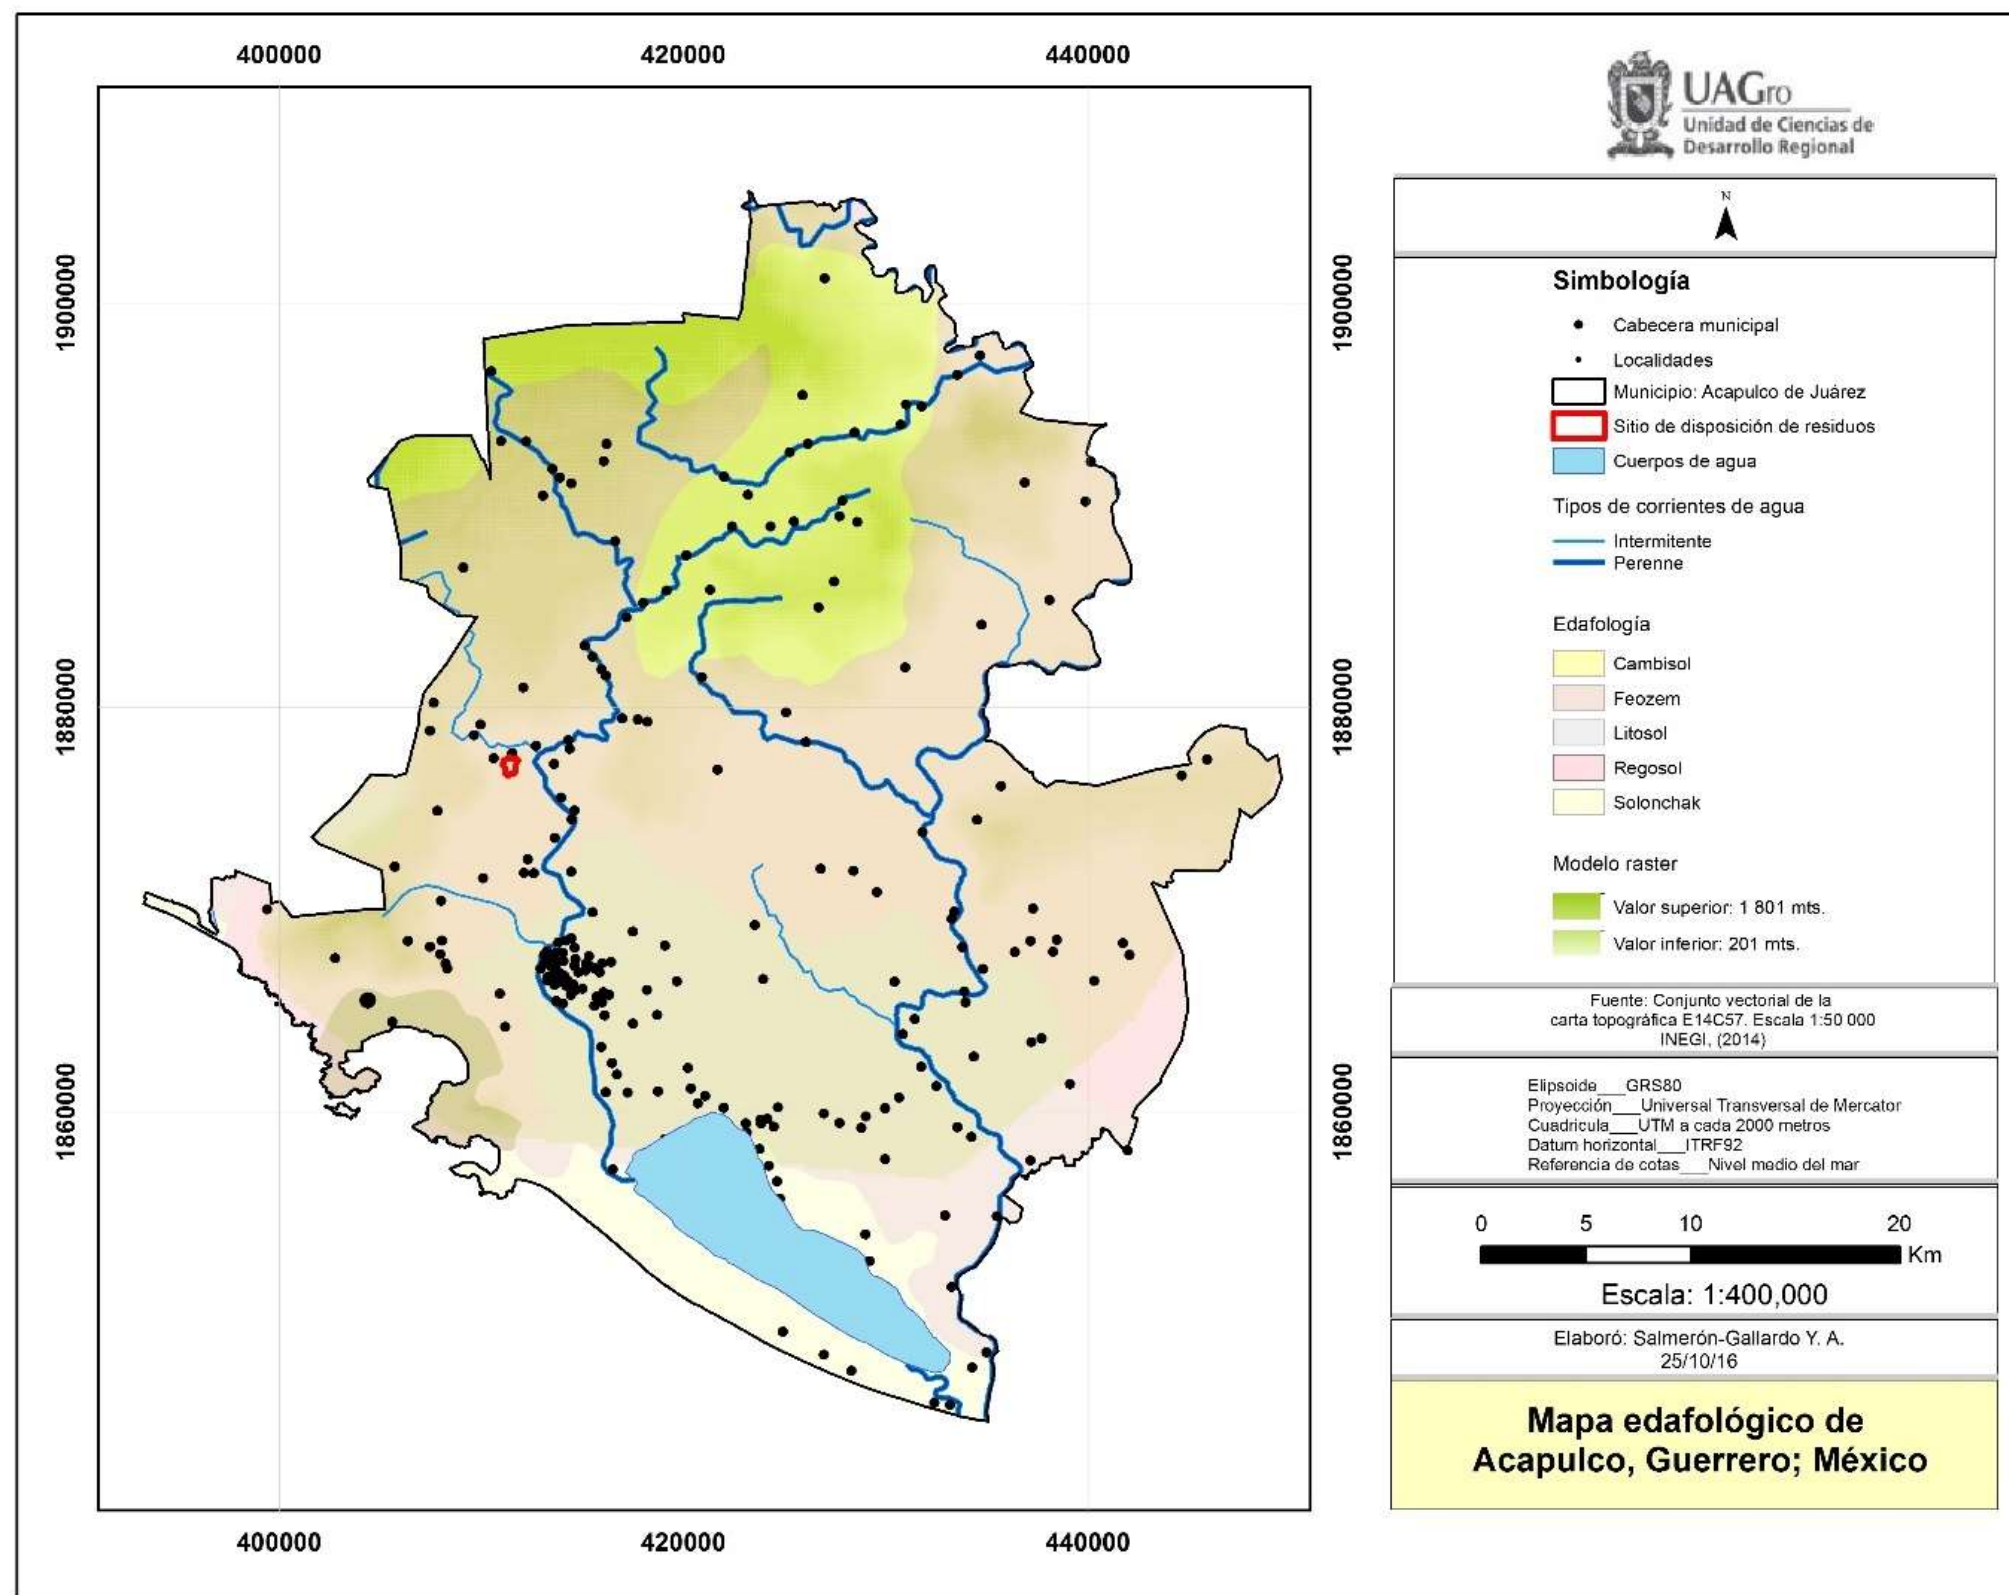 400000
420000
440000
1900000
1880000
1860000
1900000
1880000
1860000
400000
420000
440000
UAGro
Unidad de Ciencias de
Desarrollo Regional
N
Simbología
Cabecera municipal
Localidades
Municipio: Acapulco de Juárez
Sitio de disposición de residuos
Cuerpos de agua
Tipos de corrientes de agua
Intermitente
Perenne
Edafología
Cambisol
Feozem
Litosol
Regosol
Solonchak
Modelo raster
Valor superior: 1 801 mts.
Valor inferior: 201 mts.
Fuente: Conjunto vectorial de la
carta topográfica E14C57. Escala 1:50 000
INEGI, (2014)
Elipsoide___GRS80
Proyección___Universal Transversal de Mercator
Cuadricula___UTM a cada 2000 metros
Datum horizontal___ITRF92
Referencia de cotas___Nivel medio del mar
0 5 10 20
Km
Escala: 1:400,000
Elaboró: Salmerón-Gallardo Y. A.
25/10/16
Mapa edafológico de
Acapulco, Guerrero; México